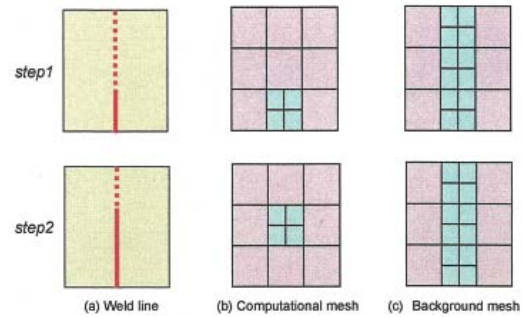 step1
step2
(a) Weld line
(b) Computational mesh
(c) Background mesh